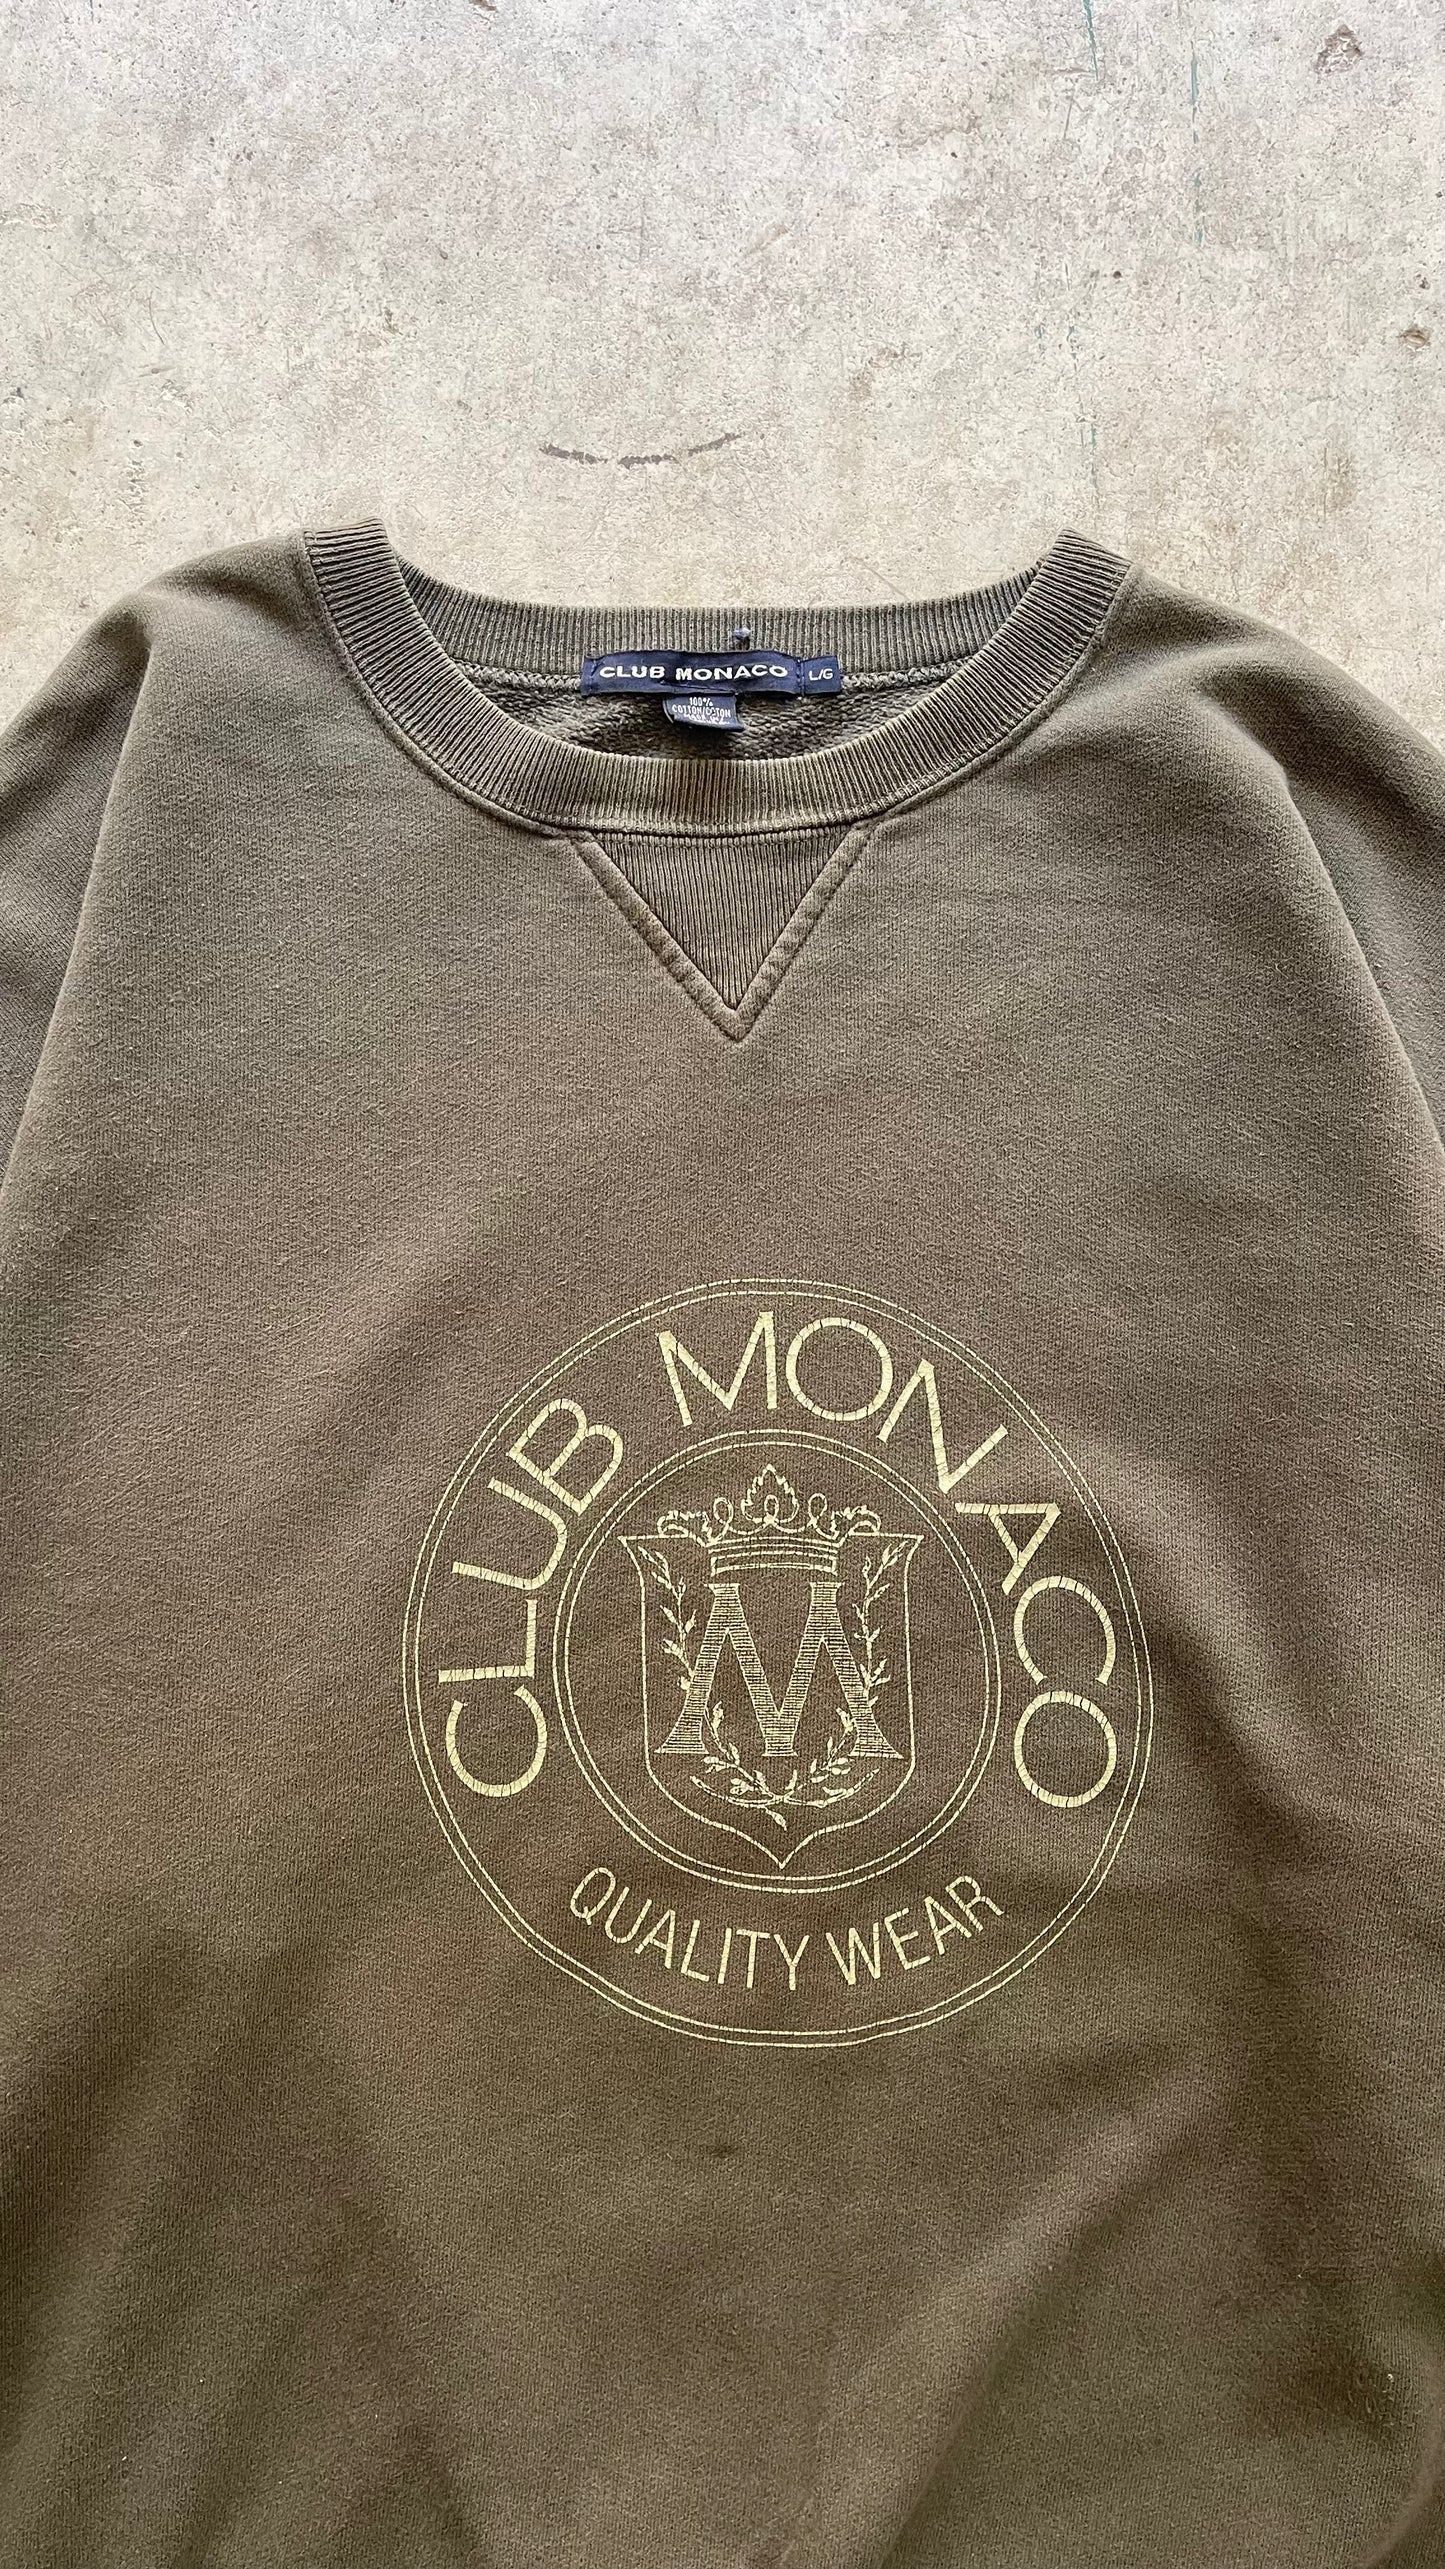 CLUB MONACO L/G
100%
COTTON/COTON
CLUB MONACO
M
QUALITY WEAR